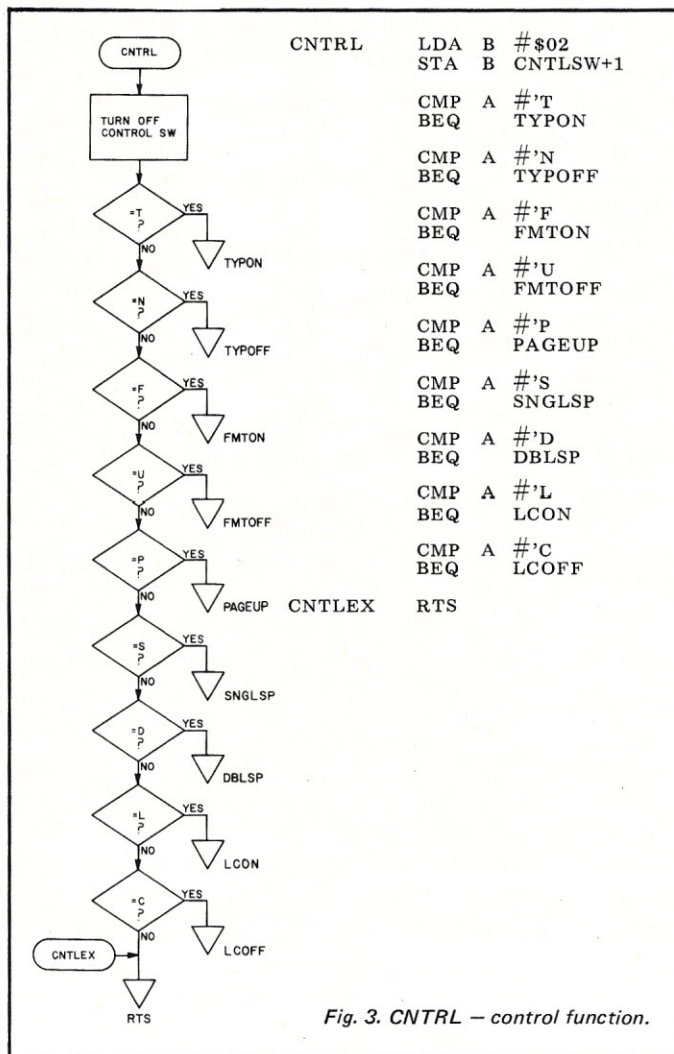 CNTRL
TURN OFF
CONTROL SW
=T
?
YES
TYPON
NO
=N
?
YES
TYPOFF
NO
=F
?
YES
FMTON
NO
=U
?
YES
FMTOFF
NO
=P
?
YES
PAGEUP
NO
=S
?
YES
SNGLSP
NO
=D
?
YES
DBLSP
NO
=L
?
YES
LCON
NO
=C
?
YES
LCOFF
NO
CNTLEX
RTS
CNTRL LDA B #$02
STA B CNTLSW+1
CMP A #'T
BEQ TYPON
CMP A #'N
BEQ TYPOFF
CMP A #'F
BEQ FMTON
CMP A #'U
BEQ FMTOFF
CMP A #'P
BEQ PAGEUP
CMP A #'S
BEQ SNGLSP
CMP A #'D
BEQ DBLSP
CMP A #'L
BEQ LCON
CMP A #'C
BEQ LCOFF
CNTLEX RTS
Fig. 3. CNTRL — control function.